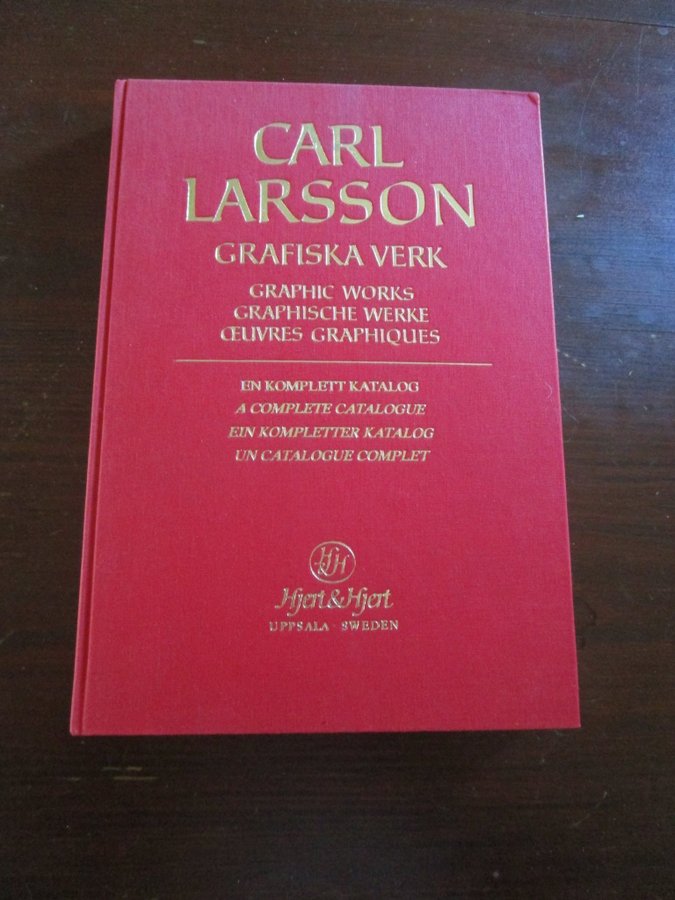 CARL
LARSSON
GRAFISKA VERK
GRAPHIC WORKS
GRAPHISCHE WERKE
ŒUVRES GRAPHIQUES
EN KOMPLETT KATALOG
A COMPLETE CATALOGUE
EIN KOMPLETTER KATALOG
UN CATALOGUE COMPLET
H&H
Hjert&Hjert
UPPSALA · SWEDEN